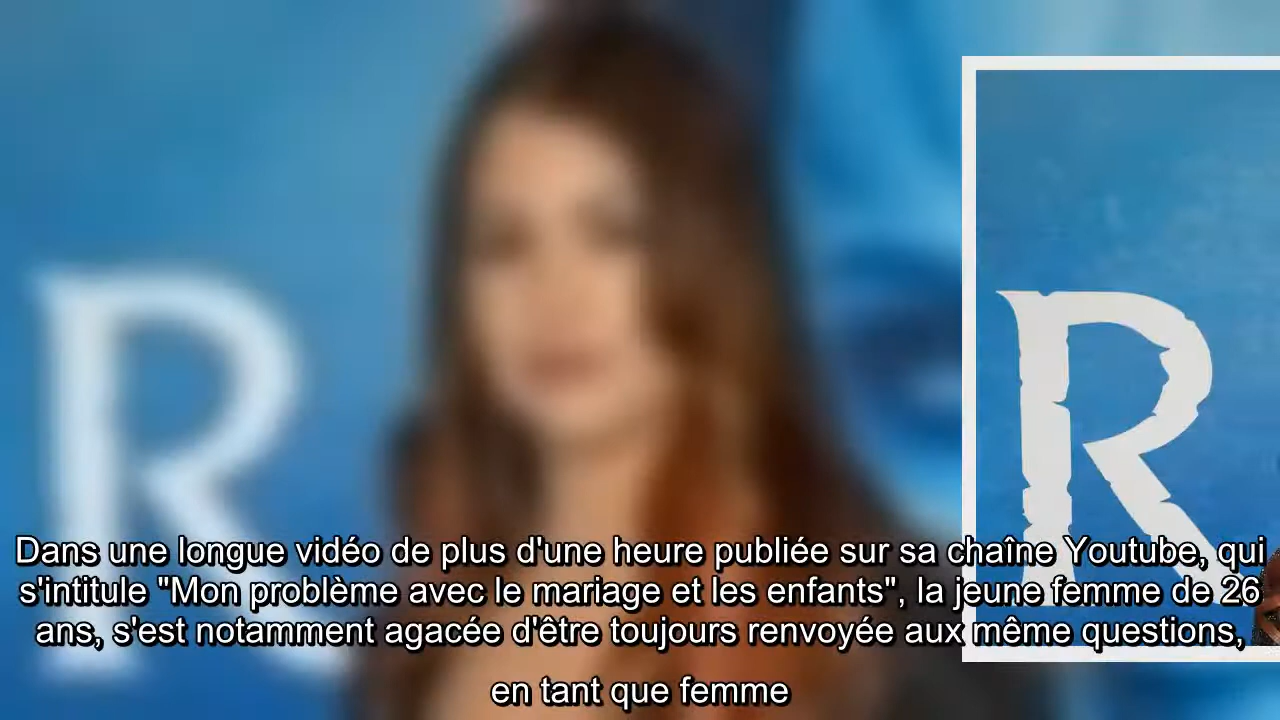 R
R
Dans une longue vidéo de plus d'une heure publiée sur sa chaîne Youtube, qui
s'intitule "Mon problème avec le mariage et les enfants", la jeune femme de 26
ans, s'est notamment agacée d'être toujours renvoyée aux même questions,
en tant que femme